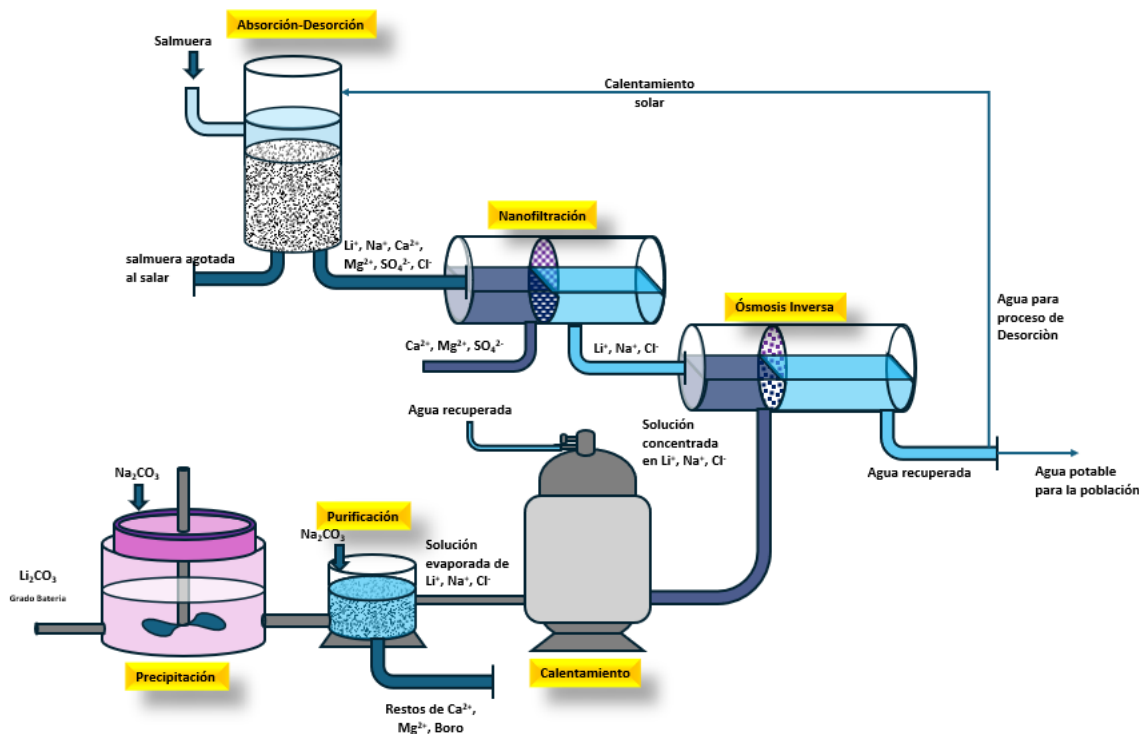 Absorción-Desorción
Salmuera
Calentamiento
solar
Nanofiltración
Li⁺, Na⁺, Ca²⁺,
Mg²⁺, SO₄²⁻, Cl⁻
salmuera agotada
al salar
Ósmosis Inversa
Agua para
proceso de
Desorciòn
Ca²⁺, Mg²⁺, SO₄²⁻
Li⁺, Na⁺, Cl⁻
Agua recuperada
Solución
concentrada
en Li⁺, Na⁺, Cl⁻
Agua recuperada
Agua potable
para la población
Na₂CO₃
Purificación
Na₂CO₃
Solución
evaporada de
Li⁺, Na⁺, Cl⁻
Li₂CO₃
Grado Bateria
Precipitación
Calentamiento
Restos de Ca²⁺,
Mg²⁺, Boro